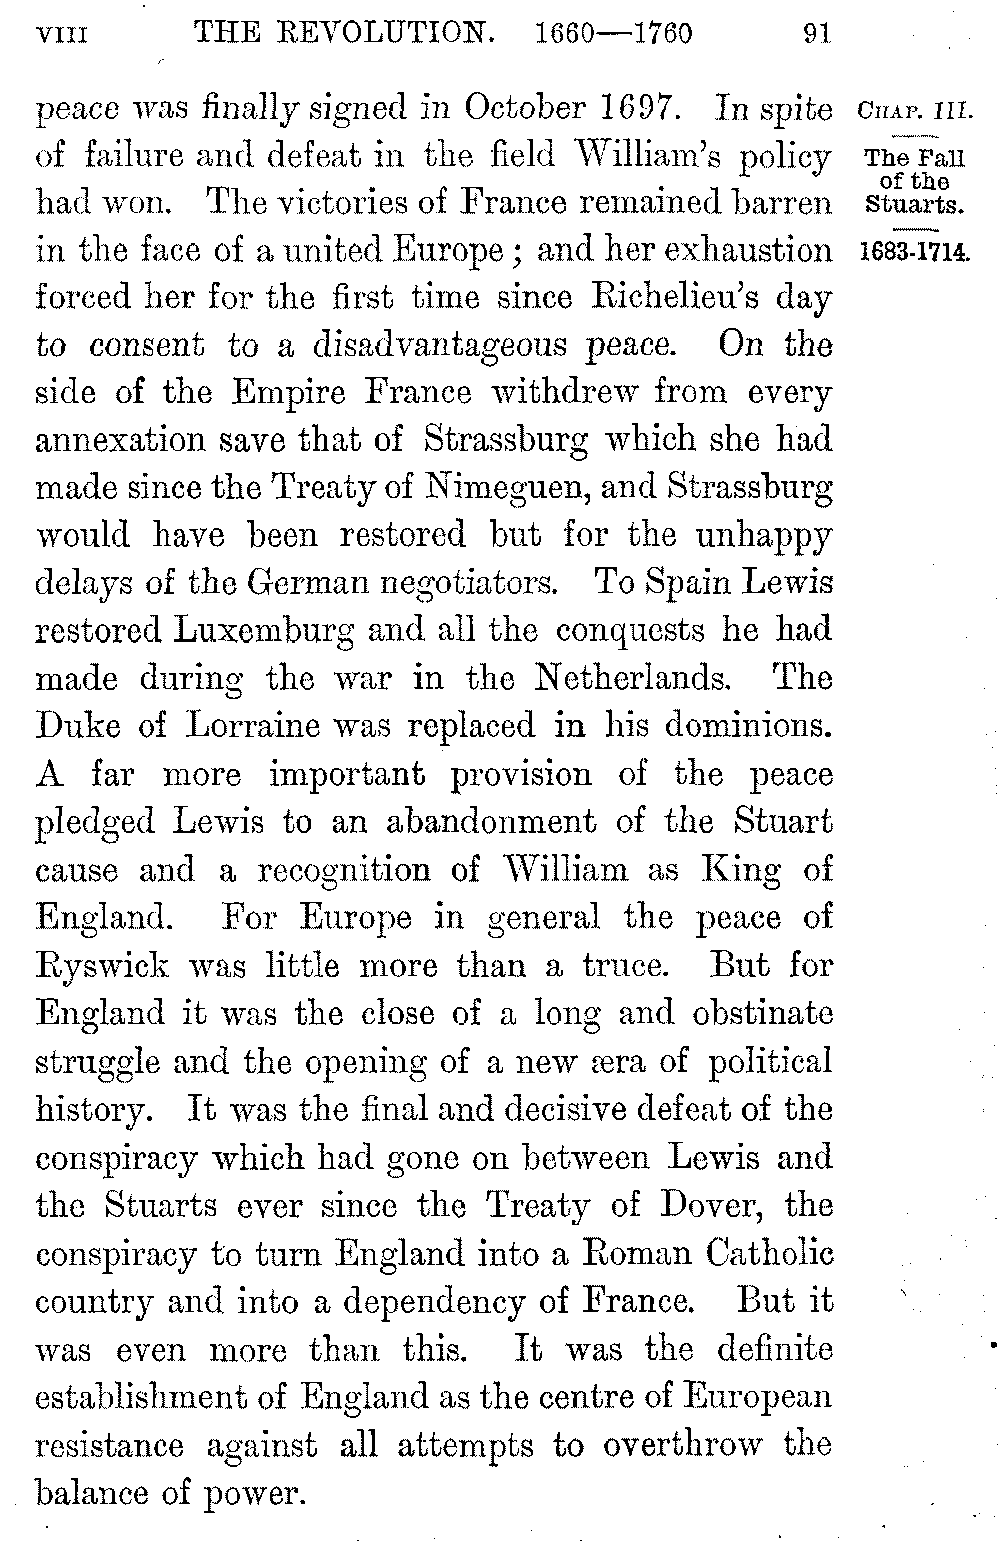 VIII THE REVOLUTION. 1660—1760 91
peace was finally signed in October 1697. In spite
of failure and defeat in the field William's policy
had won. The victories of France remained barren
in the face of a united Europe; and her exhaustion
forced her for the first time since Richelieu's day
to consent to a disadvantageous peace. On the
side of the Empire France withdrew from every
annexation save that of Strassburg which she had
made since the Treaty of Nimeguen, and Strassburg
would have been restored but for the unhappy
delays of the German negotiators. To Spain Lewis
restored Luxemburg and all the conquests he had
made during the war in the Netherlands. The
Duke of Lorraine was replaced in his dominions.
A far more important provision of the peace
pledged Lewis to an abandonment of the Stuart
cause and a recognition of William as King of
England. For Europe in general the peace of
Ryswick was little more than a truce. But for
England it was the close of a long and obstinate
struggle and the opening of a new æra of political
history. It was the final and decisive defeat of the
conspiracy which had gone on between Lewis and
the Stuarts ever since the Treaty of Dover, the
conspiracy to turn England into a Roman Catholic
country and into a dependency of France. But it
was even more than this. It was the definite
establishment of England as the centre of European
resistance against all attempts to overthrow the
balance of power.
CHAP. III.
The Fall
of the
Stuarts.
1683-1714.